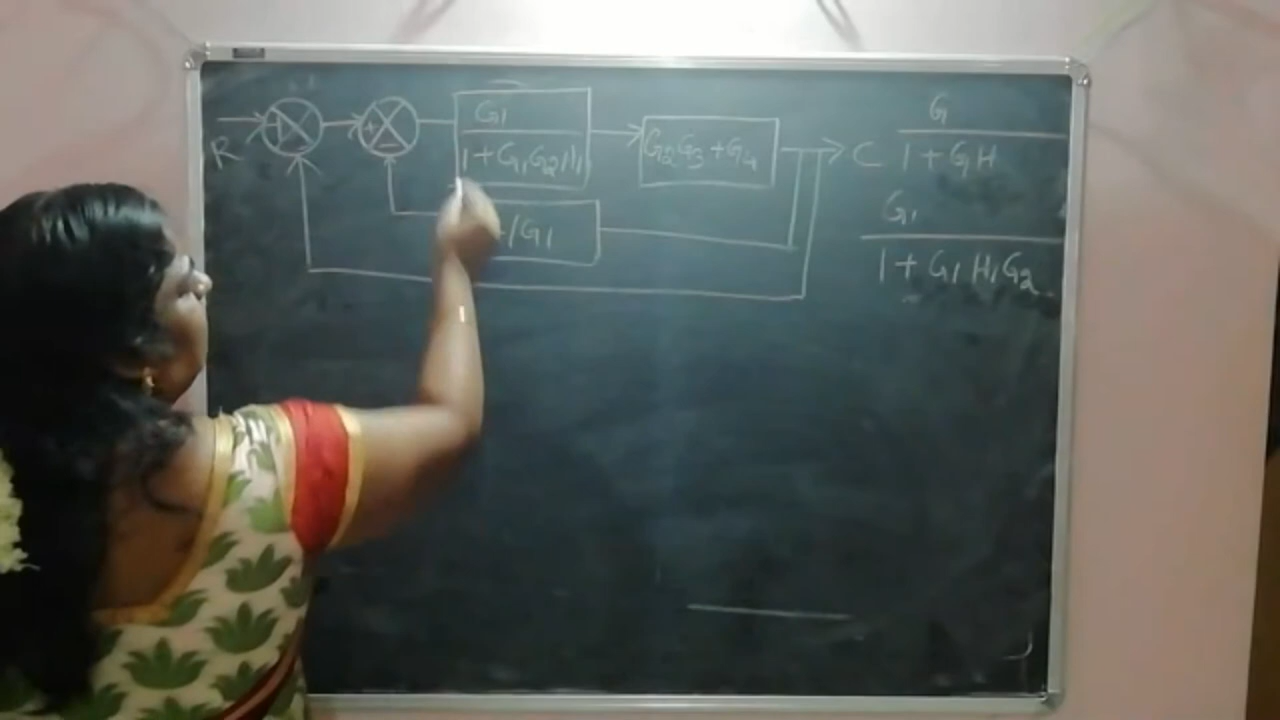 R
+
-
+
-
G1
1+G1G2H1
G2G3+G4
C
/G1
G
1+GH
G1
1+G1H1G2